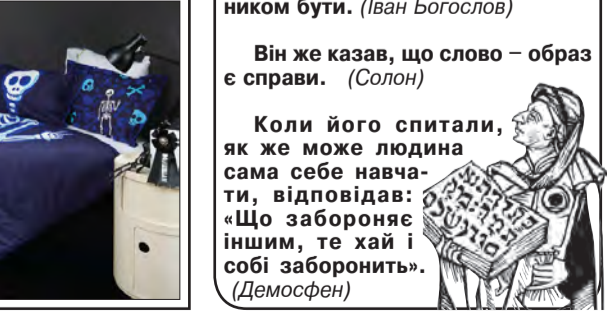 ником бути. (Іван Богослов)
Він же казав, що слово – образ
є справи. (Солон)
Коли його спитали,
як же може людина
сама себе навча-
ти, відповідав:
«Що забороняє
іншим, те хай і
собі заборонить».
(Демосфен)